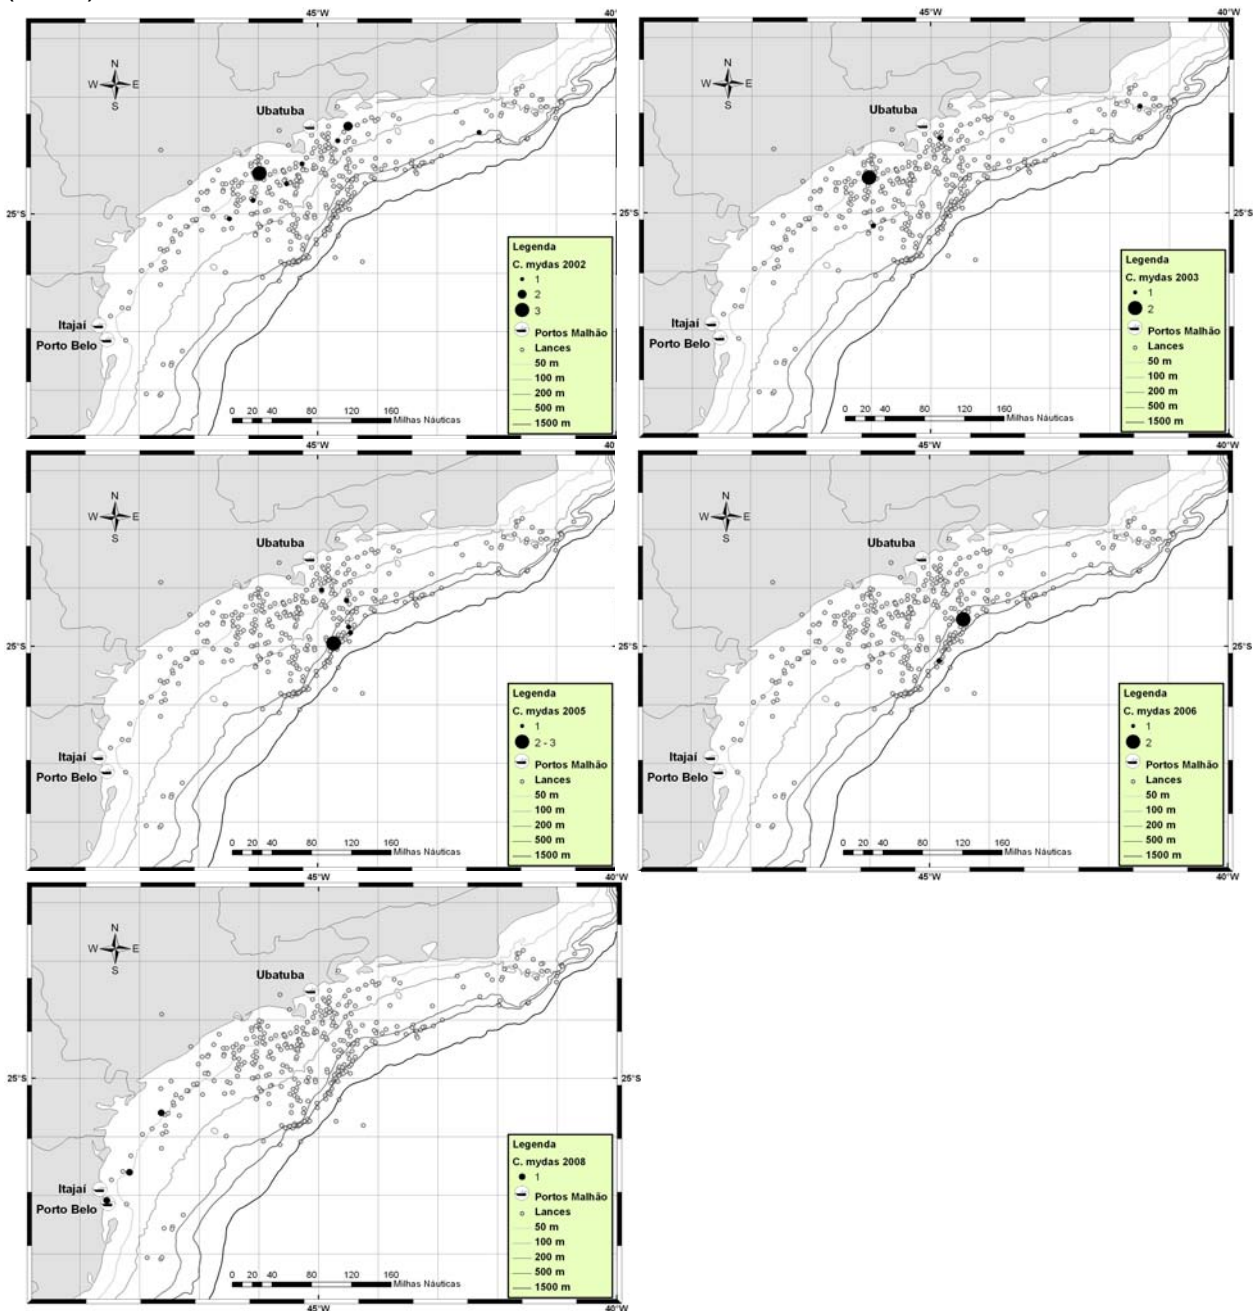 45°W
40°W
N
W E
S
Ubatuba
25°S
Itajaí
Porto Belo
Legenda
C. mydas 2002
1
2
3
Portos Malhão
Lances
50 m
100 m
200 m
500 m
1500 m
0 20 40 80 120 160
Milhas Náuticas
45°W
45°W
40°W
N
W E
S
Ubatuba
25°S
Itajaí
Porto Belo
Legenda
C. mydas 2003
1
2
Portos Malhão
Lances
50 m
100 m
200 m
500 m
1500 m
0 20 40 80 120 160
Milhas Náuticas
45°W
40°W
N
W E
S
Ubatuba
25°S
Itajaí
Porto Belo
Legenda
C. mydas 2005
1
2 - 3
Portos Malhão
Lances
50 m
100 m
200 m
500 m
1500 m
0 20 40 80 120 160
Milhas Náuticas
45°W
40°W
N
W E
S
Ubatuba
25°S
Itajaí
Porto Belo
Legenda
C. mydas 2006
1
2
Portos Malhão
Lances
50 m
100 m
200 m
500 m
1500 m
0 20 40 80 120 160
Milhas Náuticas
45°W
40°W
N
W E
S
Ubatuba
25°S
25°S
Itajaí
Porto Belo
Legenda
C. mydas 2008
1
Portos Malhão
Lances
50 m
100 m
200 m
500 m
1500 m
0 20 40 80 120 160
Milhas Náuticas
45°W
40°W